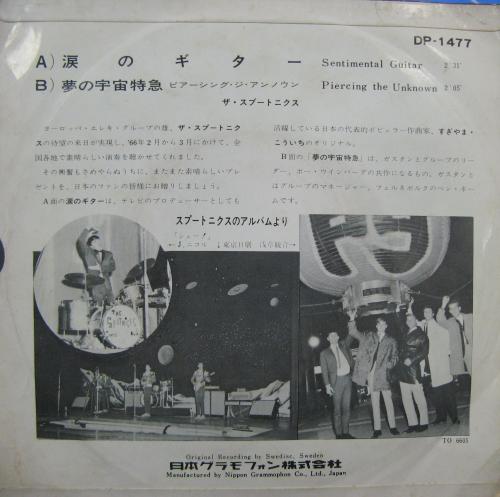 DP-1477
A) 涙のギター Sentimental Guitar 2′31″
B) 夢の宇宙特急 ピアーシング・ジ・アンノウン Piercing the Unknown 2′05″
ザ・スプートニクス
ヨーロッパ・エレキ・グループの雄、ザ・スプートニク
スの待望の来日が実現し、'66年2月から3月にかけて、全
国各地で素晴らしい演奏を聴かせてくれました。
その興奮もさめやらぬうちに、またまた素晴らしいプレ
ゼントを、日本のファンの皆様にお贈りしましょう。
A面の涙のギターは、テレビのプロデューサーとしても
活躍している日本の代表的ポピュラー作曲家、すぎやま・
こういちのオリジナル。
B面の「夢の宇宙特急」は、ガスタンとグループのリー
ダー、ボー・ウインバーグの共作になるもの。ガスタンと
はグループのマネージャー、フェルネボルクのペン・ネー
ムです。
スプートニクスのアルバムより
←J.ニコル ↓東京日劇 浅草観音→
THE
SPOTNICKS
TO 6605
Original Recording by Swedisc, Sweden
日本グラモフォン株式会社
Manufactured by Nippon Grammophon Co., Ltd., Japan